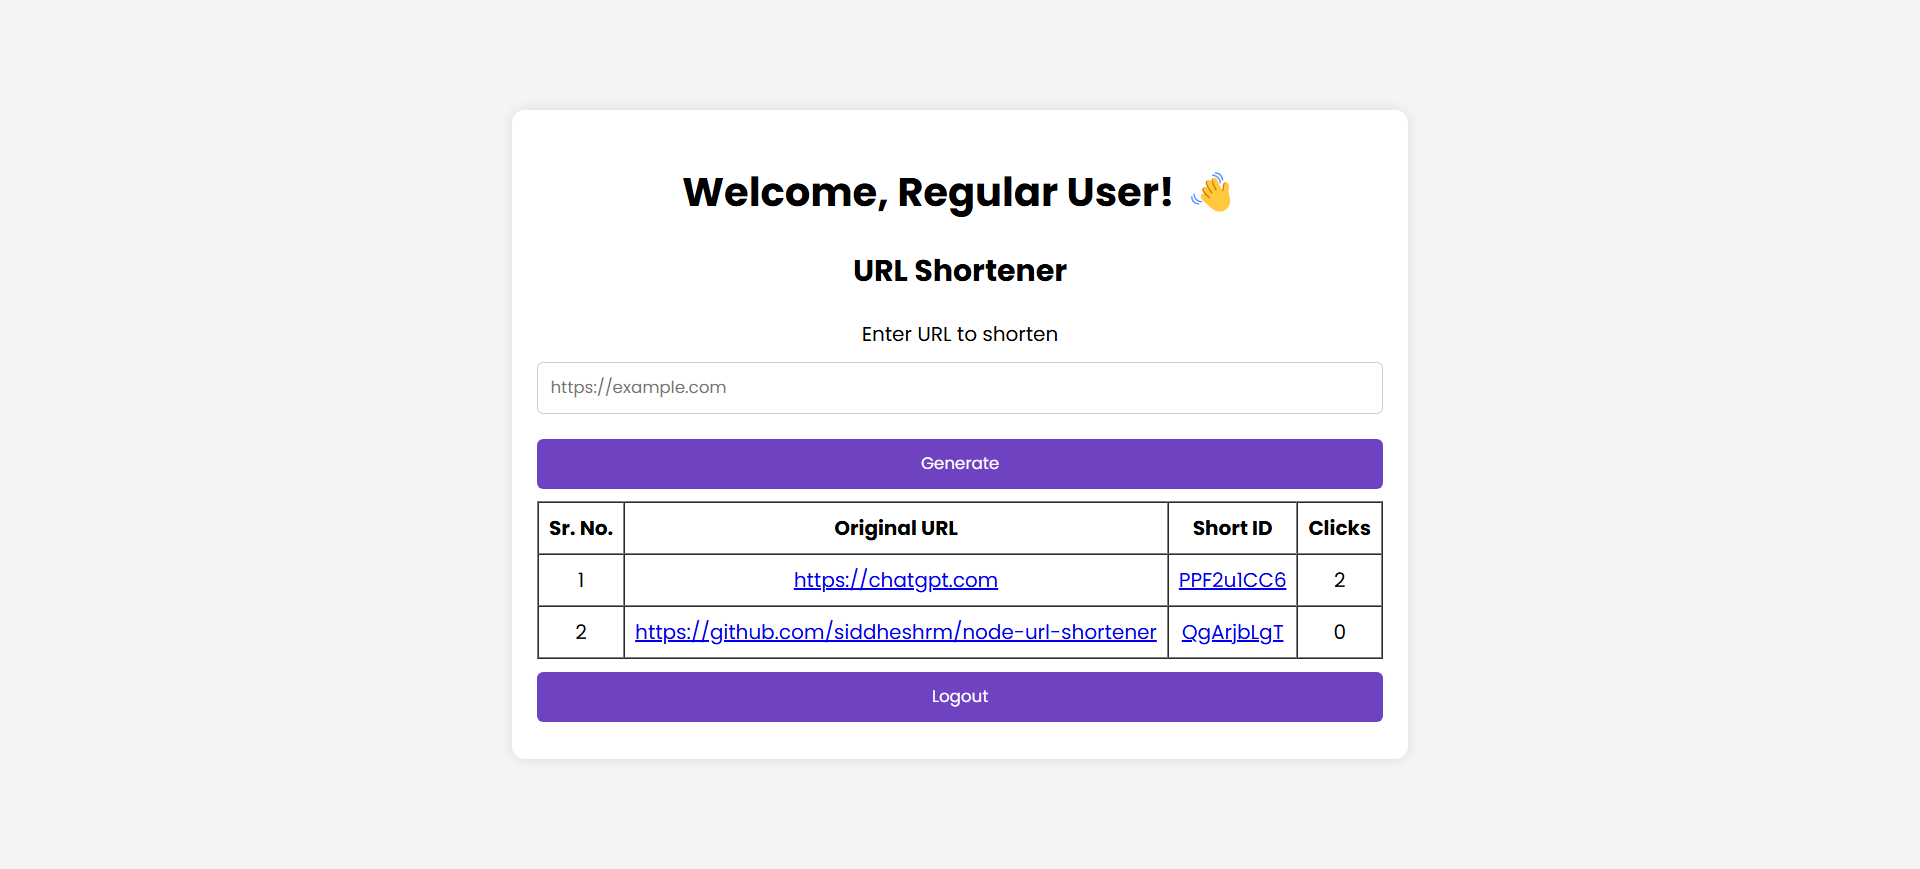 Welcome, Regular User! 👋
URL Shortener
Enter URL to shorten
https://example.com
Generate
Sr. No. Original URL Short ID Clicks
1 https://chatgpt.com PPF2u1CC6 2
2 https://github.com/siddheshrm/node-url-shortener QgArjbLgT 0
Logout